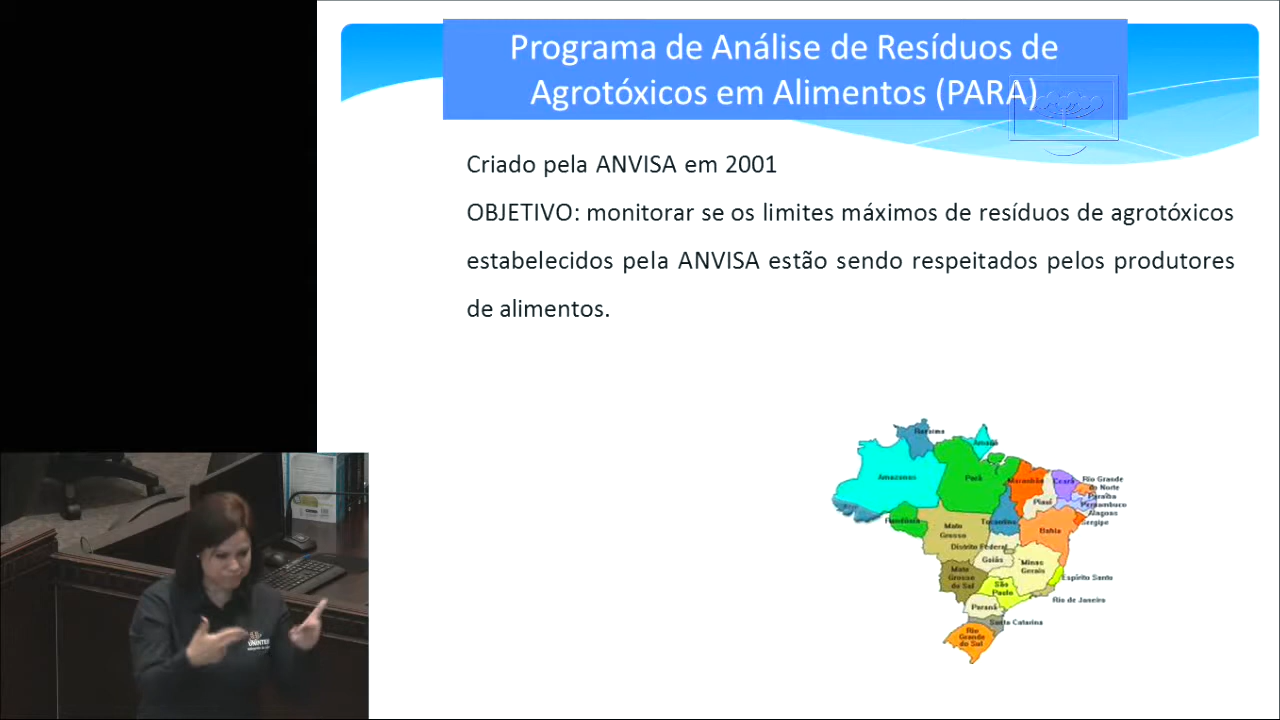 Programa de Análise de Resíduos de
Agrotóxicos em Alimentos (PARA)
Criado pela ANVISA em 2001
OBJETIVO: monitorar se os limites máximos de resíduos de agrotóxicos
estabelecidos pela ANVISA estão sendo respeitados pelos produtores
de alimentos.
Roraima
Amapá
Amazonas
Pará
Maranhão
Ceará
Rio Grande
do Norte
Paraíba
Pernambuco
Alagoas
Sergipe
Piauí
Rondônia
Tocantins
Mato
Grosso
Bahia
Distrito Federal
Goiás
Minas
Gerais
Mato
Grosso
do Sul
Espírito Santo
São
Paulo
Rio de Janeiro
Paraná
Santa Catarina
Rio
Grande
do Sul